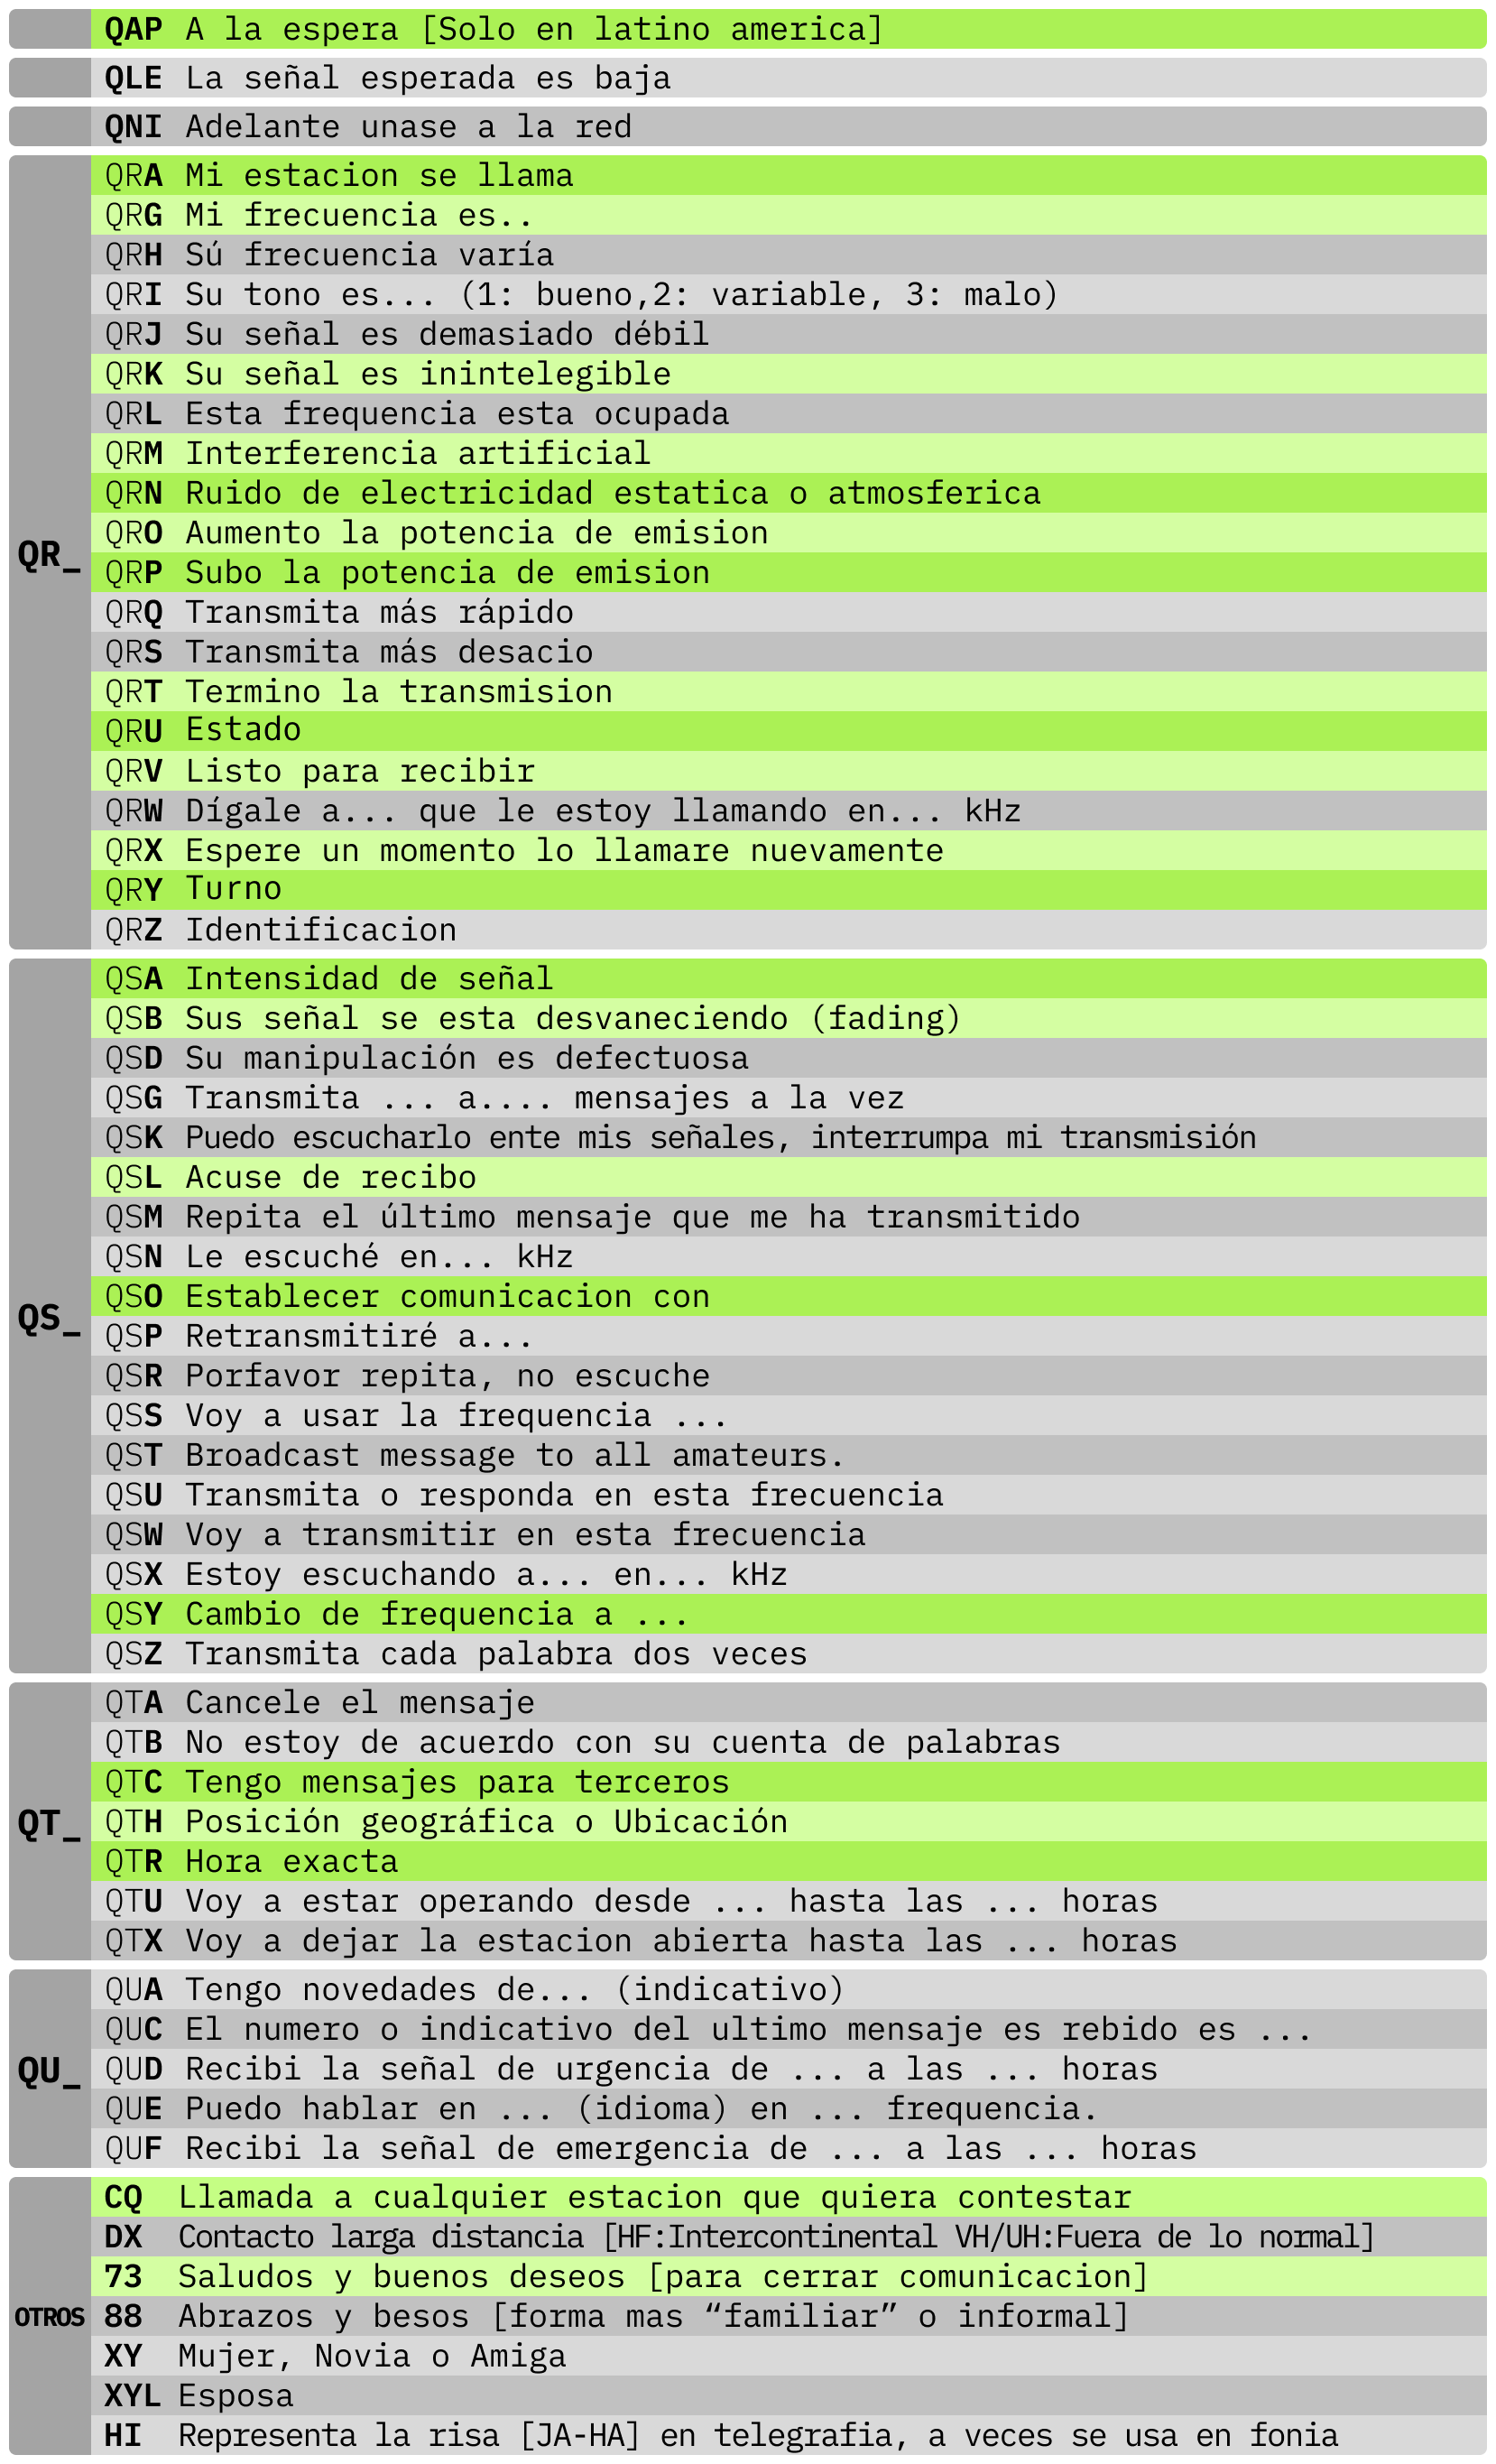 QAP A la espera [Solo en latino america]
QLE La señal esperada es baja
QNI Adelante unase a la red
QR_
QRA Mi estacion se llama
QRG Mi frecuencia es..
QRH Sú frecuencia varía
QRI Su tono es... (1: bueno,2: variable, 3: malo)
QRJ Su señal es demasiado débil
QRK Su señal es inintelegible
QRL Esta frequencia esta ocupada
QRM Interferencia artificial
QRN Ruido de electricidad estatica o atmosferica
QRO Aumento la potencia de emision
QRP Subo la potencia de emision
QRQ Transmita más rápido
QRS Transmita más desacio
QRT Termino la transmision
QRU Estado
QRV Listo para recibir
QRW Dígale a... que le estoy llamando en... kHz
QRX Espere un momento lo llamare nuevamente
QRY Turno
QRZ Identificacion
QS_
QSA Intensidad de señal
QSB Sus señal se esta desvaneciendo (fading)
QSD Su manipulación es defectuosa
QSG Transmita ... a.... mensajes a la vez
QSK Puedo escucharlo ente mis señales, interrumpa mi transmisión
QSL Acuse de recibo
QSM Repita el último mensaje que me ha transmitido
QSN Le escuché en... kHz
QSO Establecer comunicacion con
QSP Retransmitiré a...
QSR Porfavor repita, no escuche
QSS Voy a usar la frequencia ...
QST Broadcast message to all amateurs.
QSU Transmita o responda en esta frecuencia
QSW Voy a transmitir en esta frecuencia
QSX Estoy escuchando a... en... kHz
QSY Cambio de frequencia a ...
QSZ Transmita cada palabra dos veces
QT_
QTA Cancele el mensaje
QTB No estoy de acuerdo con su cuenta de palabras
QTC Tengo mensajes para terceros
QTH Posición geográfica o Ubicación
QTR Hora exacta
QTU Voy a estar operando desde ... hasta las ... horas
QTX Voy a dejar la estacion abierta hasta las ... horas
QU_
QUA Tengo novedades de... (indicativo)
QUC El numero o indicativo del ultimo mensaje es rebido es ...
QUD Recibi la señal de urgencia de ... a las ... horas
QUE Puedo hablar en ... (idioma) en ... frequencia.
QUF Recibi la señal de emergencia de ... a las ... horas
OTROS
CQ Llamada a cualquier estacion que quiera contestar
DX Contacto larga distancia [HF:Intercontinental VH/UH:Fuera de lo normal]
73 Saludos y buenos deseos [para cerrar comunicacion]
88 Abrazos y besos [forma mas “familiar” o informal]
XY Mujer, Novia o Amiga
XYL Esposa
HI Representa la risa [JA-HA] en telegrafia, a veces se usa en fonia